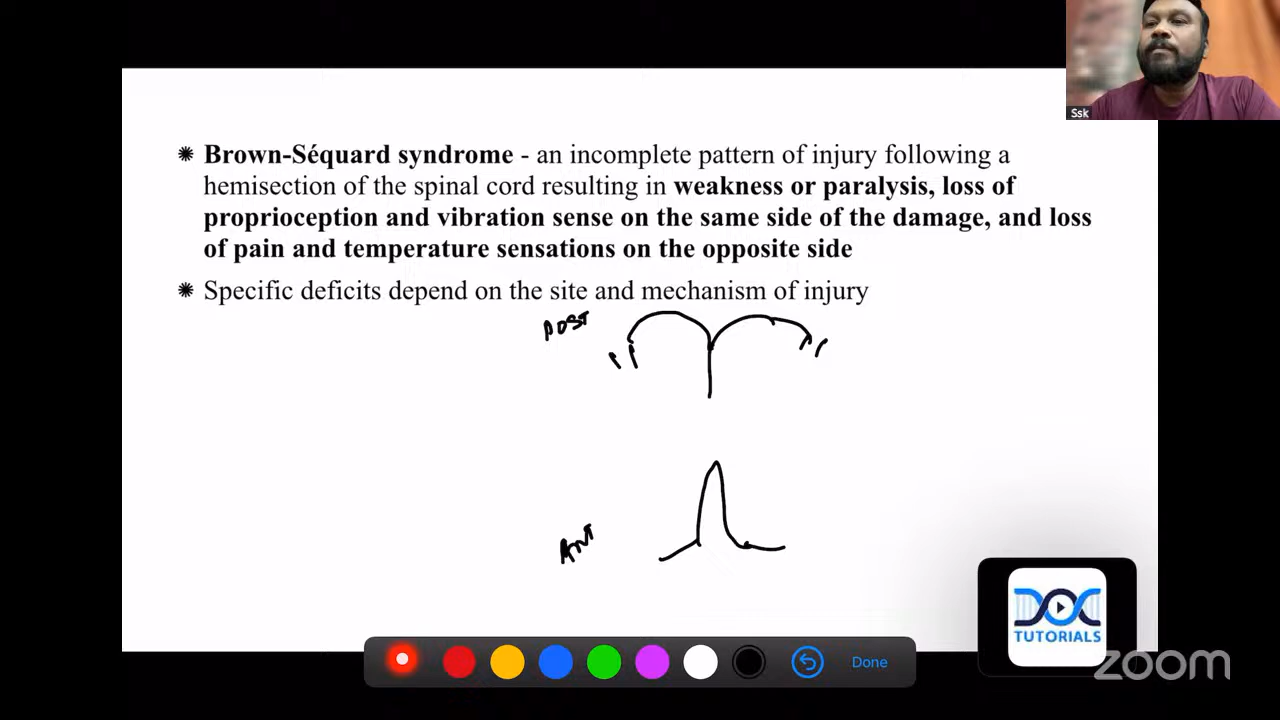 Ssk
✷ Brown-Séquard syndrome - an incomplete pattern of injury following a
hemisection of the spinal cord resulting in weakness or paralysis, loss of
proprioception and vibration sense on the same side of the damage, and loss
of pain and temperature sensations on the opposite side
✷ Specific deficits depend on the site and mechanism of injury
POST
ANT
TUTORIALS
zoom
Done